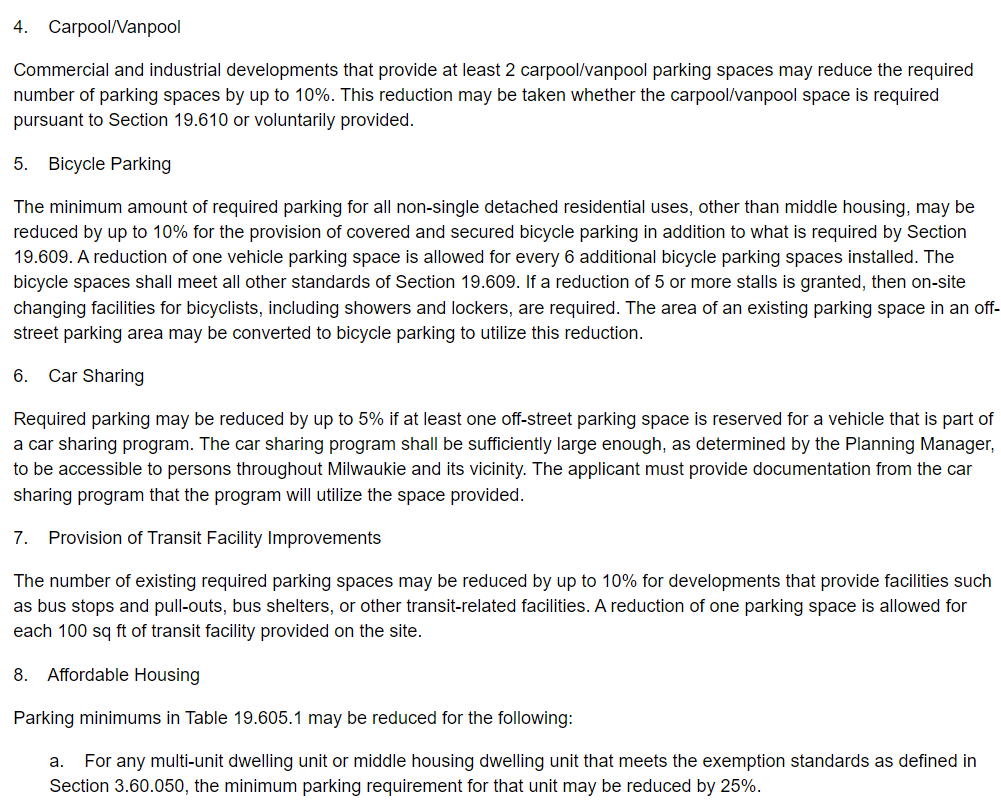 4. Carpool/Vanpool
Commercial and industrial developments that provide at least 2 carpool/vanpool parking spaces may reduce the required
number of parking spaces by up to 10%. This reduction may be taken whether the carpool/vanpool space is required
pursuant to Section 19.610 or voluntarily provided.
5. Bicycle Parking
The minimum amount of required parking for all non-single detached residential uses, other than middle housing, may be
reduced by up to 10% for the provision of covered and secured bicycle parking in addition to what is required by Section
19.609. A reduction of one vehicle parking space is allowed for every 6 additional bicycle parking spaces installed. The
bicycle spaces shall meet all other standards of Section 19.609. If a reduction of 5 or more stalls is granted, then on-site
changing facilities for bicyclists, including showers and lockers, are required. The area of an existing parking space in an off-
street parking area may be converted to bicycle parking to utilize this reduction.
6. Car Sharing
Required parking may be reduced by up to 5% if at least one off-street parking space is reserved for a vehicle that is part of
a car sharing program. The car sharing program shall be sufficiently large enough, as determined by the Planning Manager,
to be accessible to persons throughout Milwaukie and its vicinity. The applicant must provide documentation from the car
sharing program that the program will utilize the space provided.
7. Provision of Transit Facility Improvements
The number of existing required parking spaces may be reduced by up to 10% for developments that provide facilities such
as bus stops and pull-outs, bus shelters, or other transit-related facilities. A reduction of one parking space is allowed for
each 100 sq ft of transit facility provided on the site.
8. Affordable Housing
Parking minimums in Table 19.605.1 may be reduced for the following:
a. For any multi-unit dwelling unit or middle housing dwelling unit that meets the exemption standards as defined in
Section 3.60.050, the minimum parking requirement for that unit may be reduced by 25%.